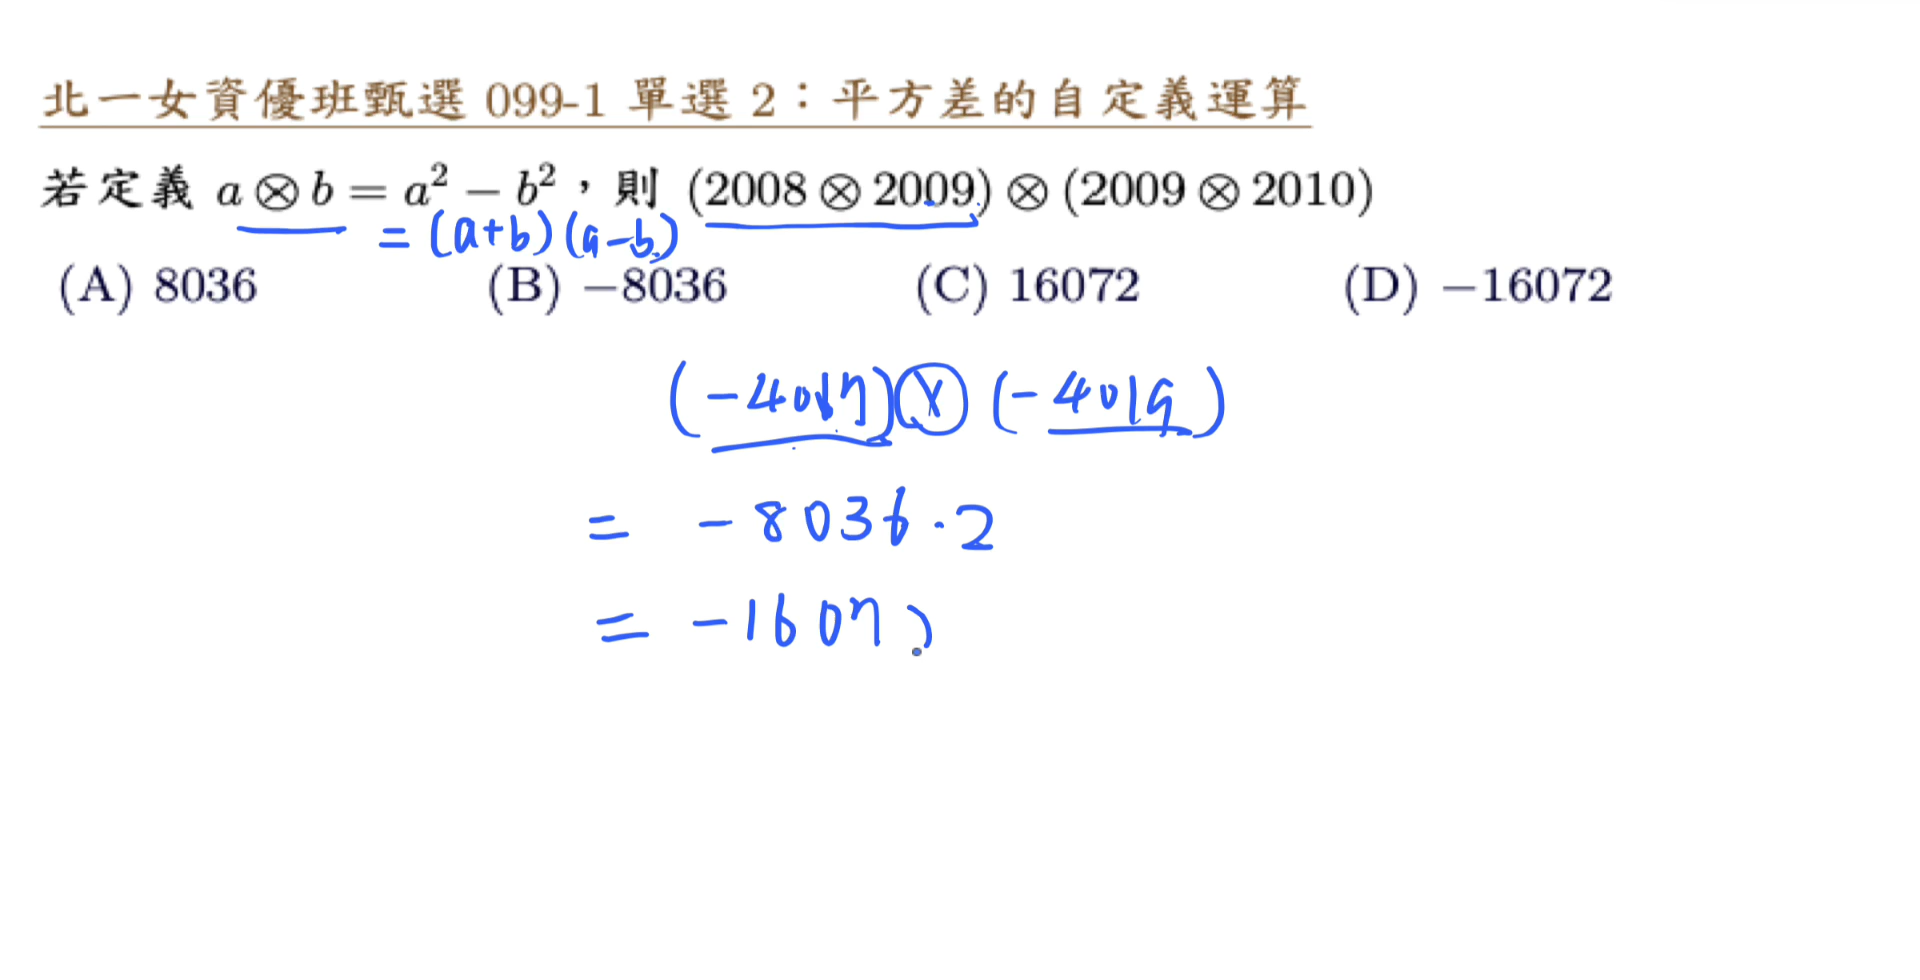 北一女資優班甄選 099-1 單選 2：平方差的自定義運算
若定義 a ⊗ b = a² − b²，則 (2008 ⊗ 2009) ⊗ (2009 ⊗ 2010)
= (a+b)(a-b)
(A) 8036 (B) −8036 (C) 16072 (D) −16072
(-4017) ⊗ (-4019)
= -8036·2
= -1607